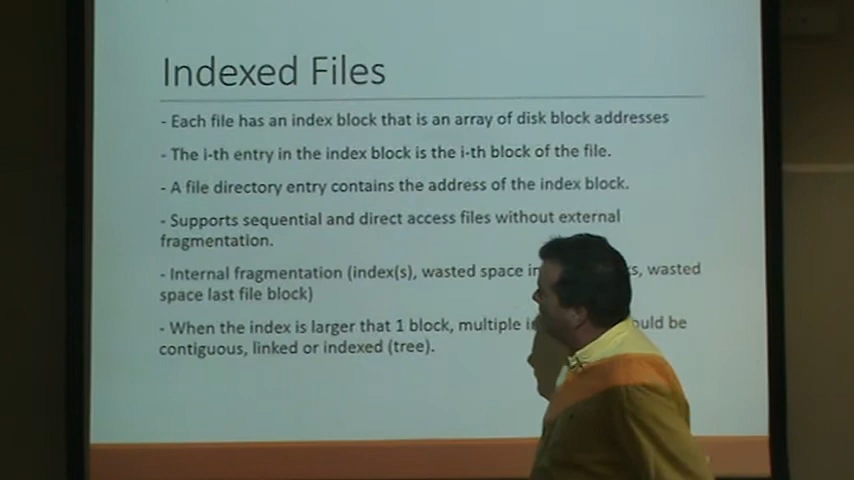 Indexed Files
- Each file has an index block that is an array of disk block addresses
- The i-th entry in the index block is the i-th block of the file.
- A file directory entry contains the address of the index block.
- Supports sequential and direct access files without external
fragmentation.
- Internal fragmentation (index(s), wasted space wasted
space last file block)
- When the index is larger that 1 block, multiple be
contiguous, linked or indexed (tree).